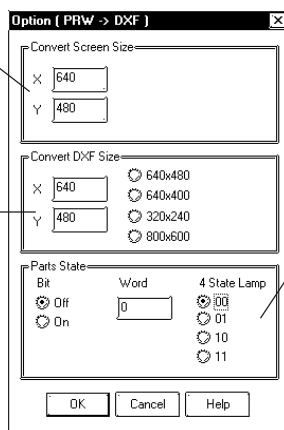 Option ( PRW -> DXF )
Convert Screen Size
X 640
Y 480
Convert DXF Size
X 640
Y 480
640x480
640x400
320x240
800x600
Parts State
Bit
Off
On
Word
0
4 State Lamp
00
01
10
11
OK Cancel Help